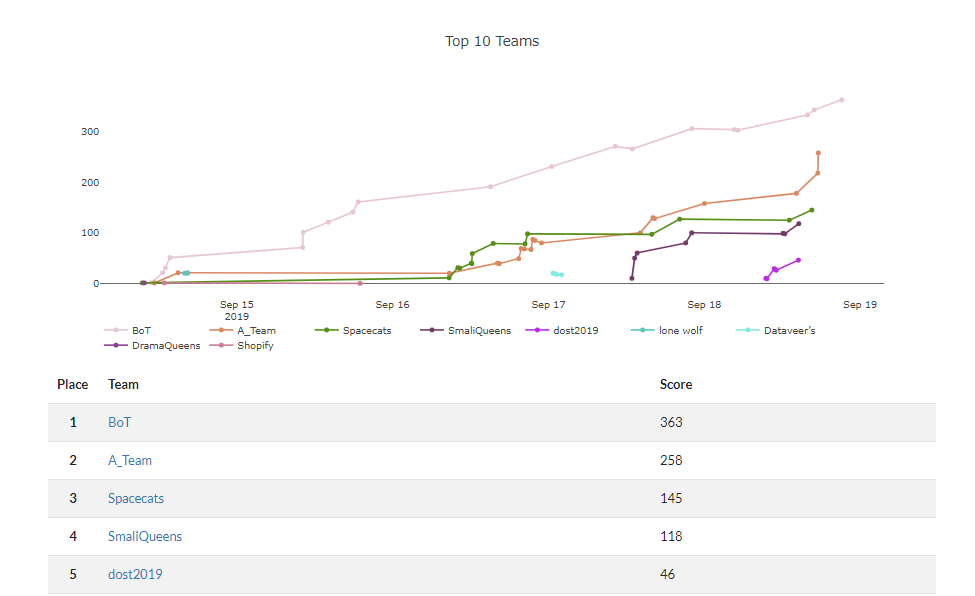 Top 10 Teams
300
200
100
0
Sep 15
2019
Sep 16
Sep 17
Sep 18
Sep 19
BoT A_Team Spacecats SmaliQueens dost2019 lone wolf Dataveer's
DramaQueens Shopify
Place Team Score
1 BoT 363
2 A_Team 258
3 Spacecats 145
4 SmaliQueens 118
5 dost2019 46